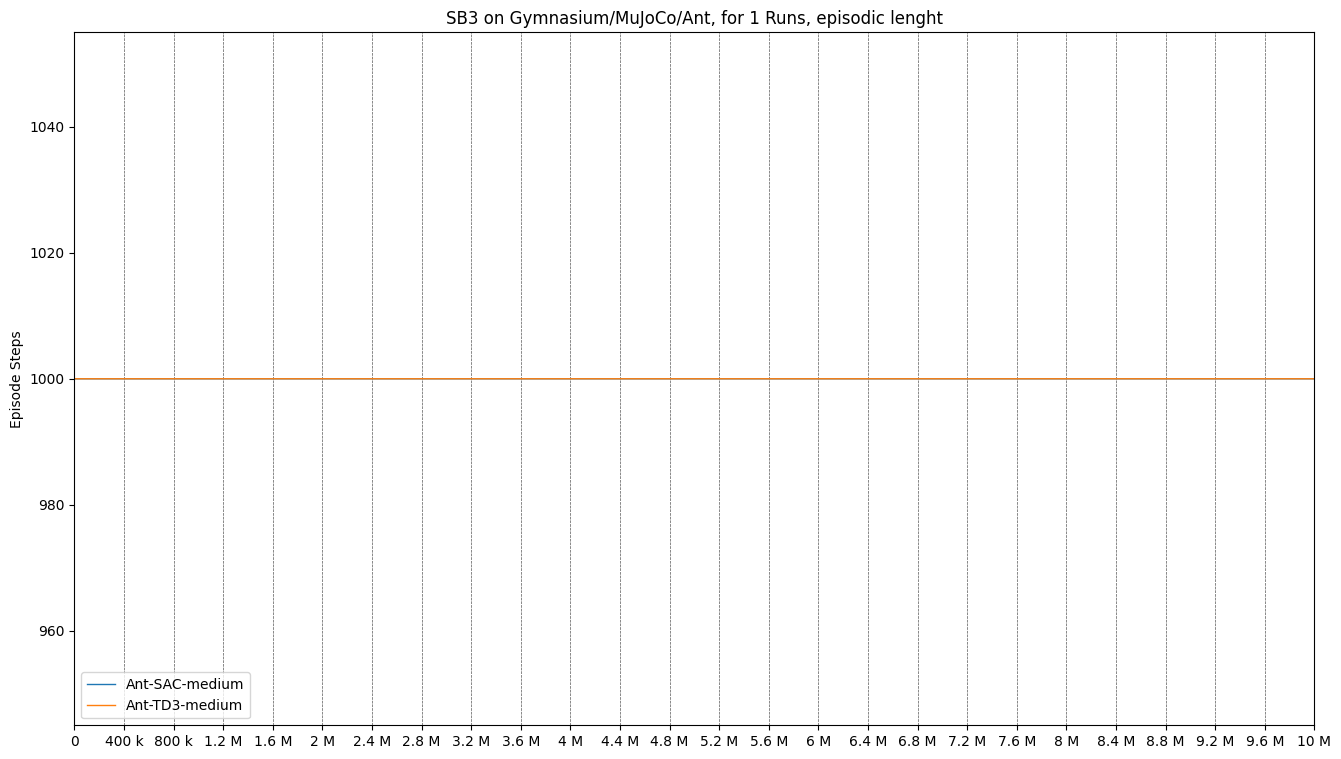 SB3 on Gymnasium/MuJoCo/Ant, for 1 Runs, episodic lenght
Episode Steps
1040
1020
1000
980
960
Ant-SAC-medium
Ant-TD3-medium
0 400 k 800 k 1.2 M 1.6 M 2 M 2.4 M 2.8 M 3.2 M 3.6 M 4 M 4.4 M 4.8 M 5.2 M 5.6 M 6 M 6.4 M 6.8 M 7.2 M 7.6 M 8 M 8.4 M 8.8 M 9.2 M 9.6 M 10 M